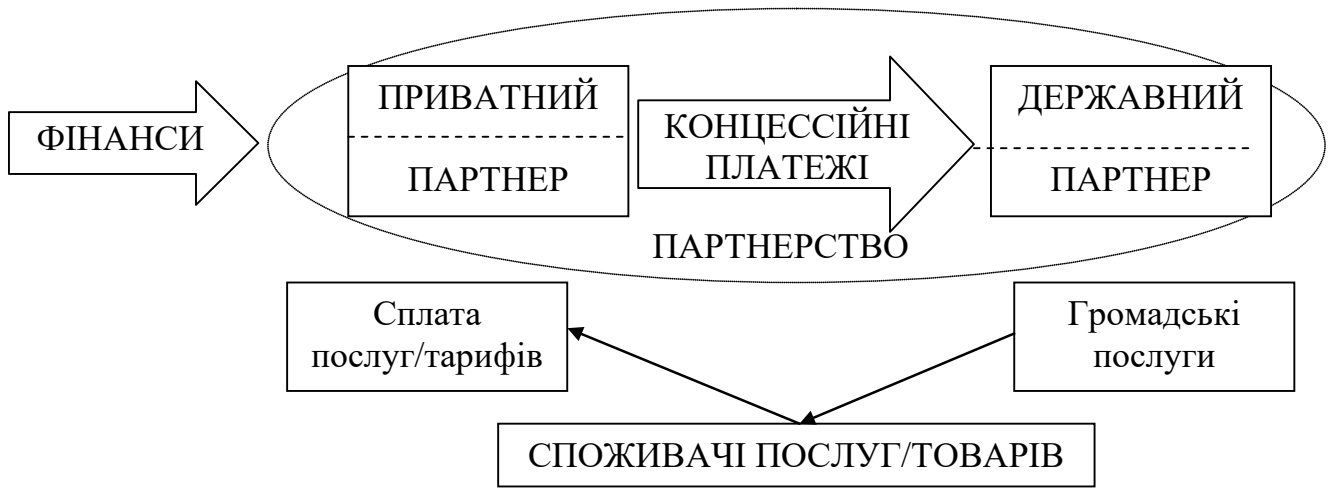 ФІНАНСИ
ПРИВАТНИЙ
ПАРТНЕР
КОНЦЕССІЙНІ
ПЛАТЕЖІ
ДЕРЖАВНИЙ
ПАРТНЕР
ПАРТНЕРСТВО
Сплата
послуг/тарифів
Громадські
послуги
СПОЖИВАЧІ ПОСЛУГ/ТОВАРІВ